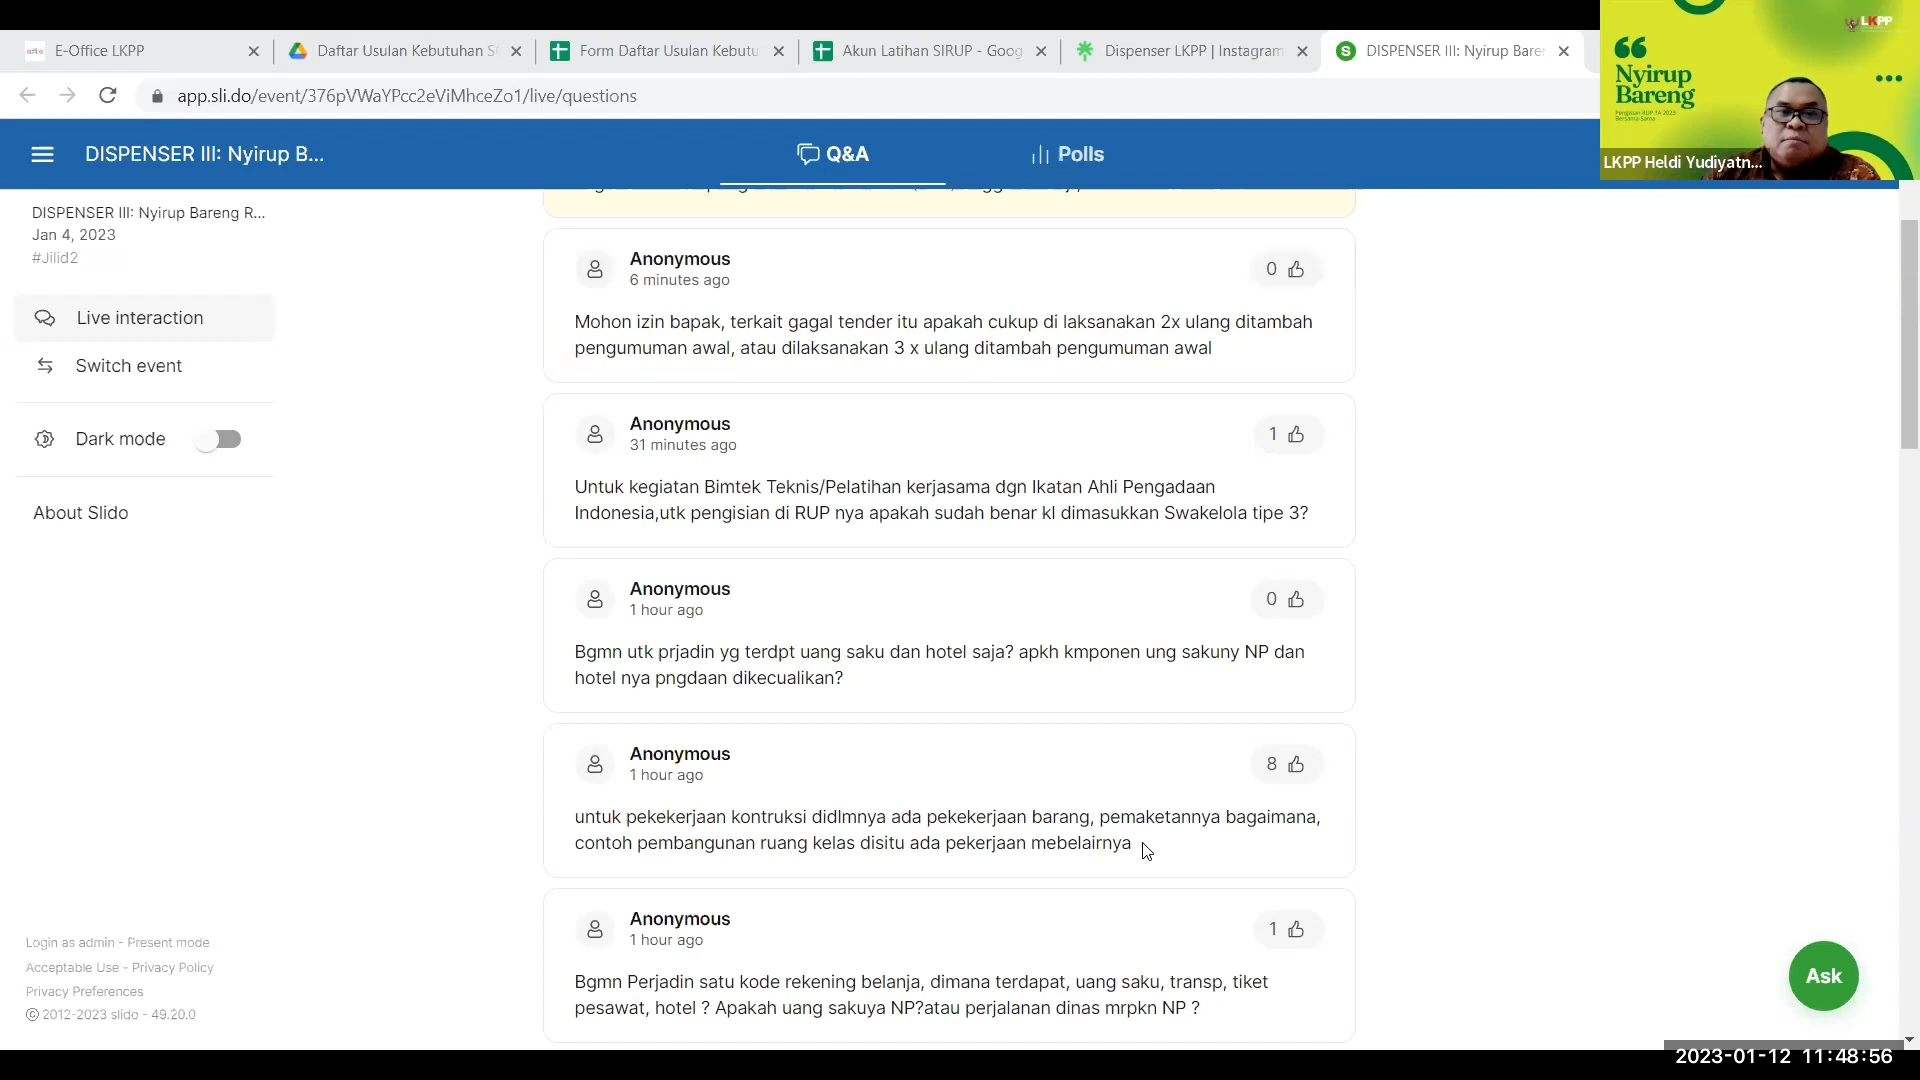 E-Office LKPP
Daftar Usulan Kebutuhan S
Form Daftar Usulan Kebutu
Akun Latihan SIRUP - Goog
Dispenser LKPP | Instagram
DISPENSER III: Nyirup Bare
app.sli.do/event/376pVWaYPcc2eViMhceZo1/live/questions
LKPP
Nyirup
Bareng
Pengisian RUP TA 2023
Bersama-Sama
LKPP Heldi Yudiyatn...
DISPENSER III: Nyirup B...
Q&A
Polls
DISPENSER III: Nyirup Bareng R...
Jan 4, 2023
#Jilid2
Live interaction
Switch event
Dark mode
About Slido
Anonymous
6 minutes ago
0
Mohon izin bapak, terkait gagal tender itu apakah cukup di laksanakan 2x ulang ditambah
pengumuman awal, atau dilaksanakan 3 x ulang ditambah pengumuman awal
Anonymous
31 minutes ago
1
Untuk kegiatan Bimtek Teknis/Pelatihan kerjasama dgn Ikatan Ahli Pengadaan
Indonesia,utk pengisian di RUP nya apakah sudah benar kl dimasukkan Swakelola tipe 3?
Anonymous
1 hour ago
0
Bgmn utk prjadin yg terdpt uang saku dan hotel saja? apkh kmponen ung sakuny NP dan
hotel nya pngdaan dikecualikan?
Anonymous
1 hour ago
8
untuk pekekerjaan kontruksi didlmnya ada pekekerjaan barang, pemaketannya bagaimana,
contoh pembangunan ruang kelas disitu ada pekerjaan mebelairnya
Anonymous
1 hour ago
1
Bgmn Perjadin satu kode rekening belanja, dimana terdapat, uang saku, transp, tiket
pesawat, hotel ? Apakah uang sakuya NP?atau perjalanan dinas mrpkn NP ?
Login as admin - Present mode
Acceptable Use - Privacy Policy
Privacy Preferences
© 2012-2023 slido - 49.20.0
Ask
2023-01-12 11:48:56